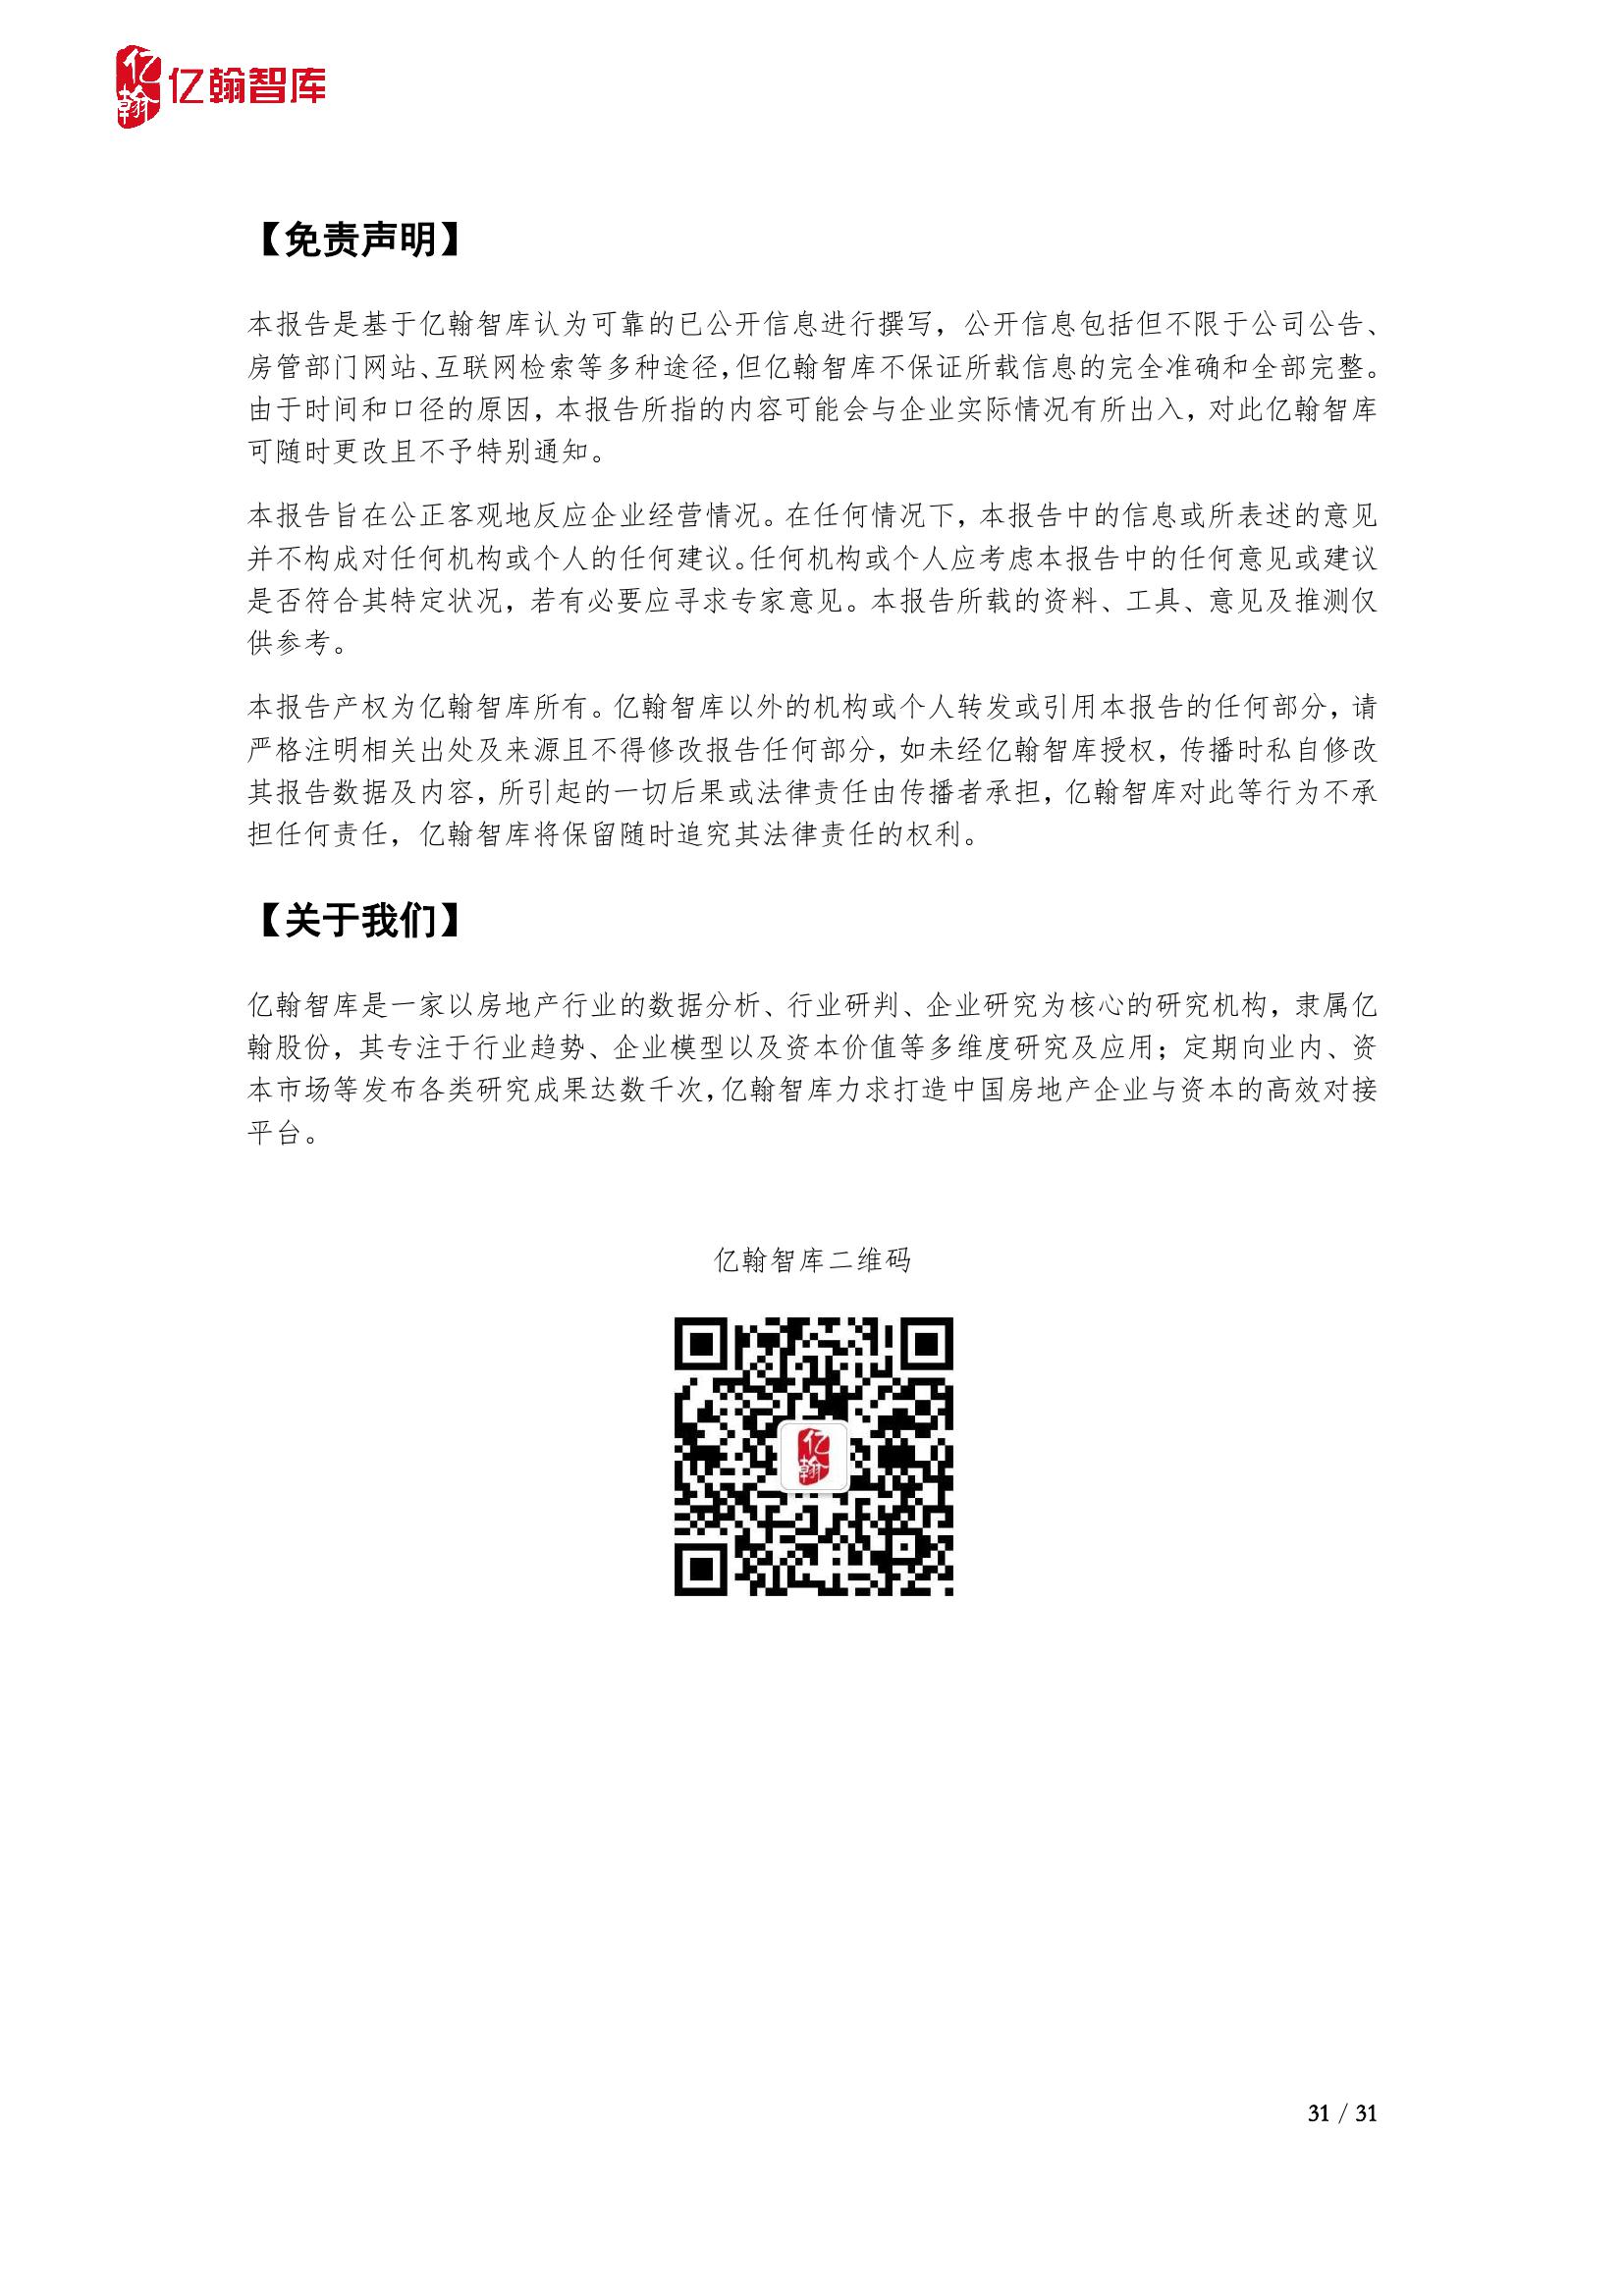 亿翰
亿翰智库
【免责声明】
本报告是基于亿翰智库认为可靠的已公开信息进行撰写，公开信息包括但不限于公司公告、
房管部门网站、互联网检索等多种途径，但亿翰智库不保证所载信息的完全准确和全部完整。
由于时间和口径的原因，本报告所指的内容可能会与企业实际情况有所出入，对此亿翰智库
可随时更改且不予特别通知。
本报告旨在公正客观地反应企业经营情况。在任何情况下，本报告中的信息或所表述的意见
并不构成对任何机构或个人的任何建议。任何机构或个人应考虑本报告中的任何意见或建议
是否符合其特定状况，若有必要应寻求专家意见。本报告所载的资料、工具、意见及推测仅
供参考。
本报告产权为亿翰智库所有。亿翰智库以外的机构或个人转发或引用本报告的任何部分，请
严格注明相关出处及来源且不得修改报告任何部分，如未经亿翰智库授权，传播时私自修改
其报告数据及内容，所引起的一切后果或法律责任由传播者承担，亿翰智库对此等行为不承
担任何责任，亿翰智库将保留随时追究其法律责任的权利。
【关于我们】
亿翰智库是一家以房地产行业的数据分析、行业研判、企业研究为核心的研究机构，隶属亿
翰股份，其专注于行业趋势、企业模型以及资本价值等多维度研究及应用；定期向业内、资
本市场等发布各类研究成果达数千次，亿翰智库力求打造中国房地产企业与资本的高效对接
平台。
亿翰智库二维码
亿翰
31 / 31